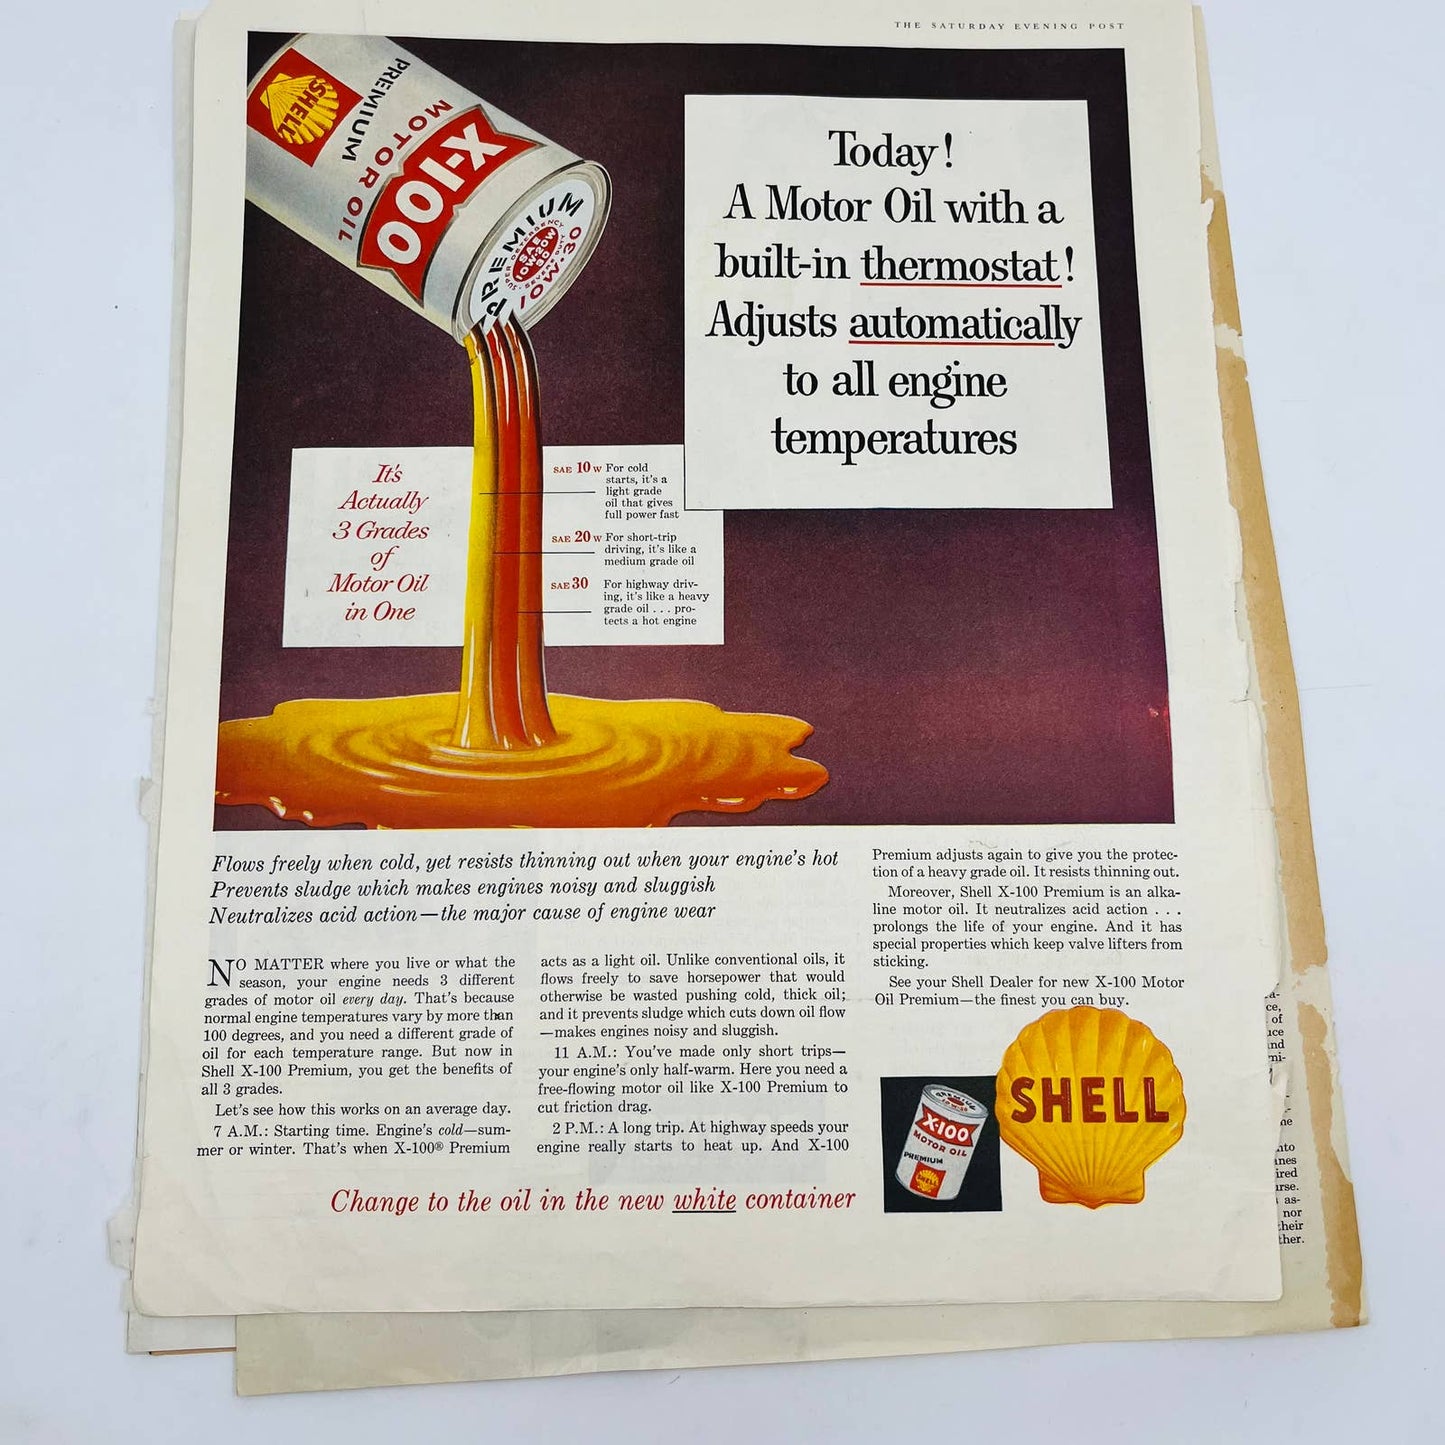 THE SATURDAY EVENING POST
SHELL
PREMIUM
MOTOR OIL
X-100
PREMIUM
SUPER DETERGENCY
SAE
10W·20W
30
SEVERE DUTY
10W·30
Today!
A Motor Oil with a
built-in thermostat!
Adjusts automatically
to all engine
temperatures
It's
Actually
3 Grades
of
Motor Oil
in One
SAE 10 W For cold
starts, it's a
light grade
oil that gives
full power fast
SAE 20 W For short-trip
driving, it's like a
medium grade oil
SAE 30 For highway driv-
ing, it's like a heavy
grade oil . . . pro-
tects a hot engine
Flows freely when cold, yet resists thinning out when your engine's hot
Prevents sludge which makes engines noisy and sluggish
Neutralizes acid action—the major cause of engine wear
NO MATTER where you live or what the
season, your engine needs 3 different
grades of motor oil every day. That's because
normal engine temperatures vary by more than
100 degrees, and you need a different grade of
oil for each temperature range. But now in
Shell X-100 Premium, you get the benefits of
all 3 grades.
Let's see how this works on an average day.
7 A.M.: Starting time. Engine's cold—sum-
mer or winter. That's when X-100® Premium
acts as a light oil. Unlike conventional oils, it
flows freely to save horsepower that would
otherwise be wasted pushing cold, thick oil;
and it prevents sludge which cuts down oil flow
—makes engines noisy and sluggish.
11 A.M.: You've made only short trips—
your engine's only half-warm. Here you need a
free-flowing motor oil like X-100 Premium to
cut friction drag.
2 P.M.: A long trip. At highway speeds your
engine really starts to heat up. And X-100
Premium adjusts again to give you the protec-
tion of a heavy grade oil. It resists thinning out.
Moreover, Shell X-100 Premium is an alka-
line motor oil. It neutralizes acid action . . .
prolongs the life of your engine. And it has
special properties which keep valve lifters from
sticking.
See your Shell Dealer for new X-100 Motor
Oil Premium—the finest you can buy.
PREMIUM
10W-30
X-100
MOTOR OIL
PREMIUM
SHELL
SHELL
Change to the oil in the new white container
of
nor